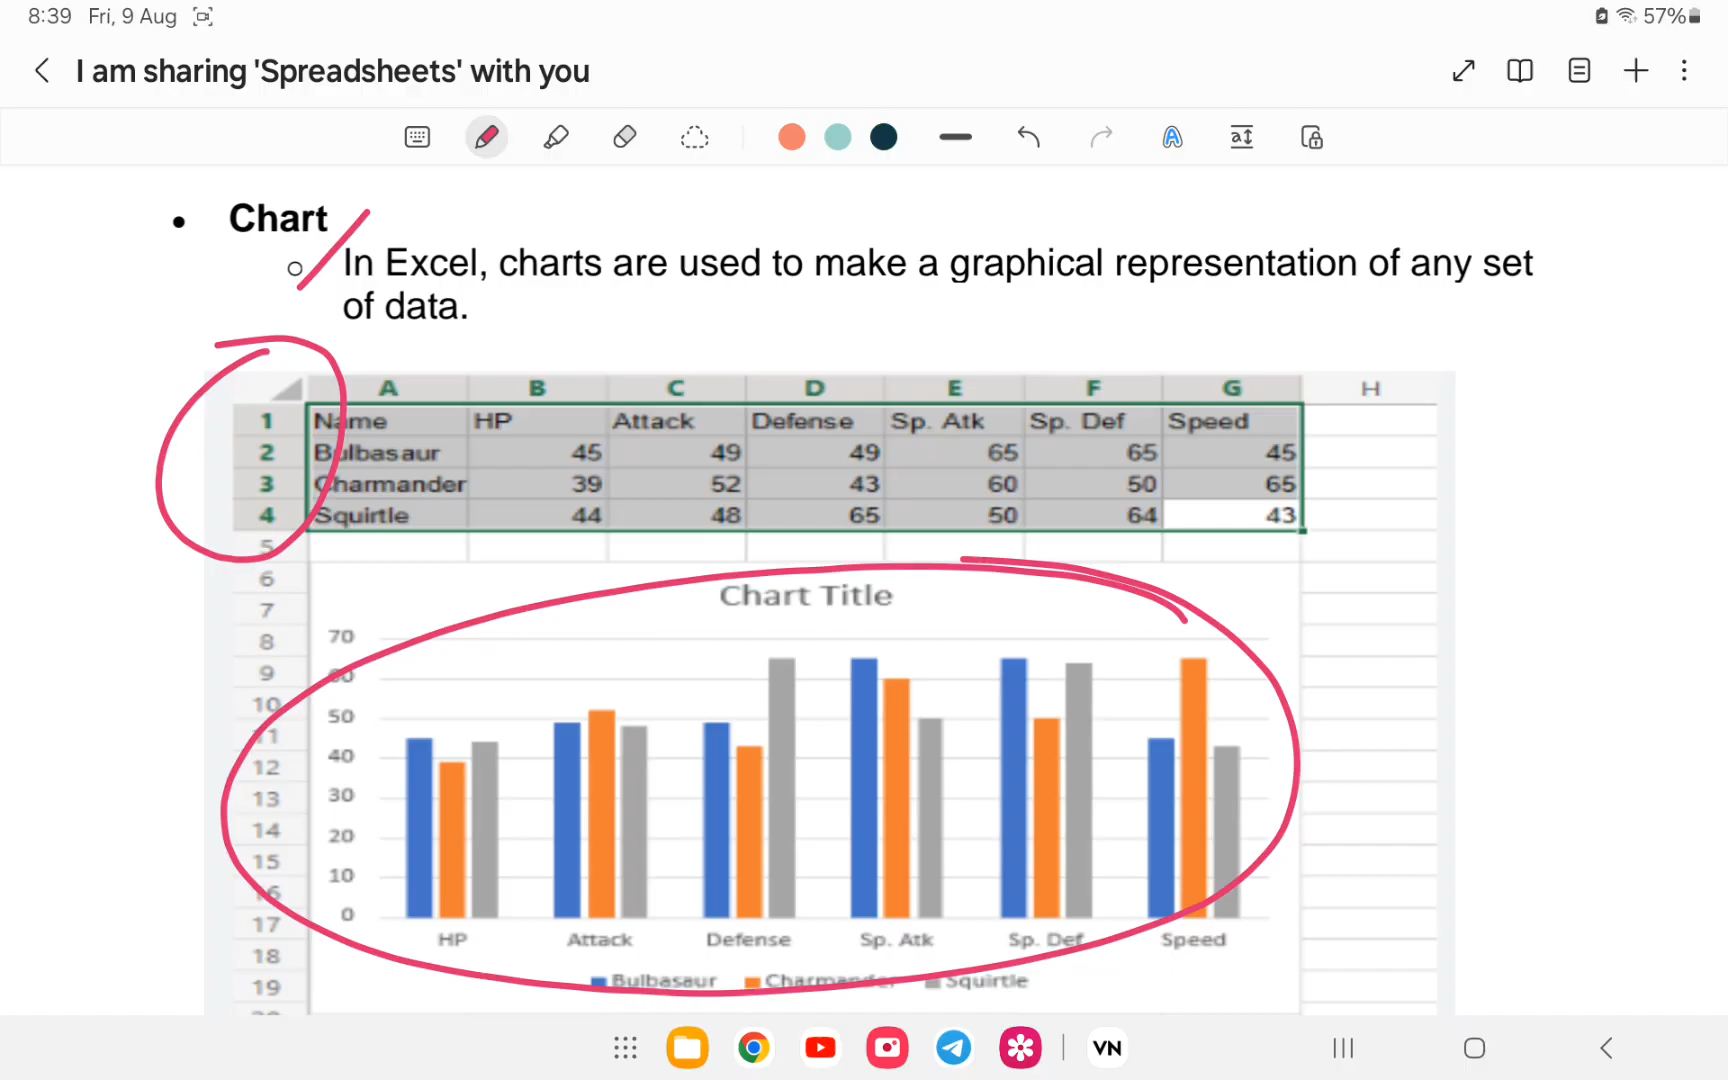 8:39 Fri, 9 Aug 57%
I am sharing 'Spreadsheets' with you
• Chart
○ In Excel, charts are used to make a graphical representation of any set
of data.
A B C D E F G H
1 Name HP Attack Defense Sp. Atk Sp. Def Speed
2 Bulbasaur 45 49 49 65 65 45
3 Charmander 39 52 43 60 50 65
4 Squirtle 44 48 65 50 64 43
5
6 Chart Title
7
8 70
9 60
10 50
11
12 40
13 30
14 20
15 10
16
17 0
18 HP Attack Defense Sp. Atk Sp. Def Speed
19 Bulbasaur Charmander Squirtle
VN